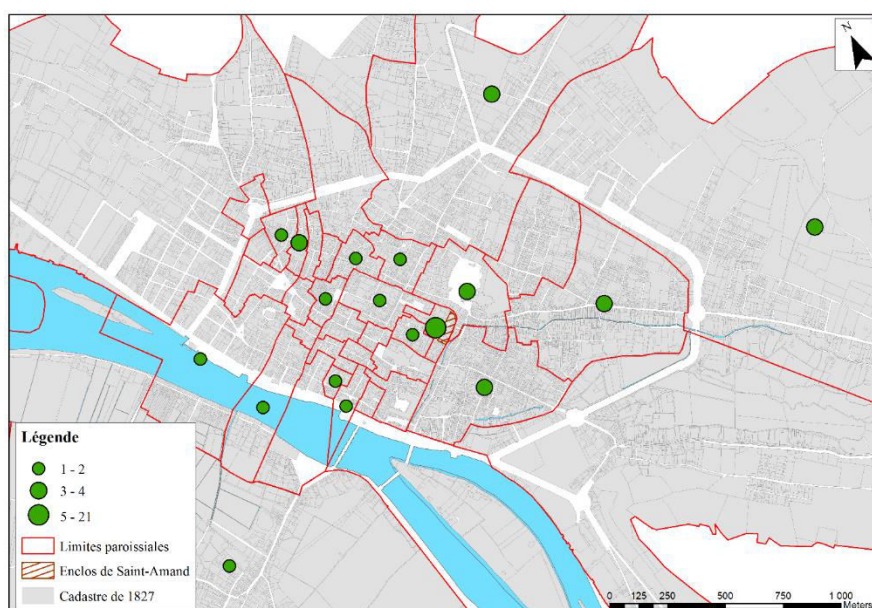 N
Légende
1 - 2
3 - 4
5 - 21
Limites paroissiales
Enclos de Saint-Amand
Cadastre de 1827
0 125 250 500 750 1 000
Meters